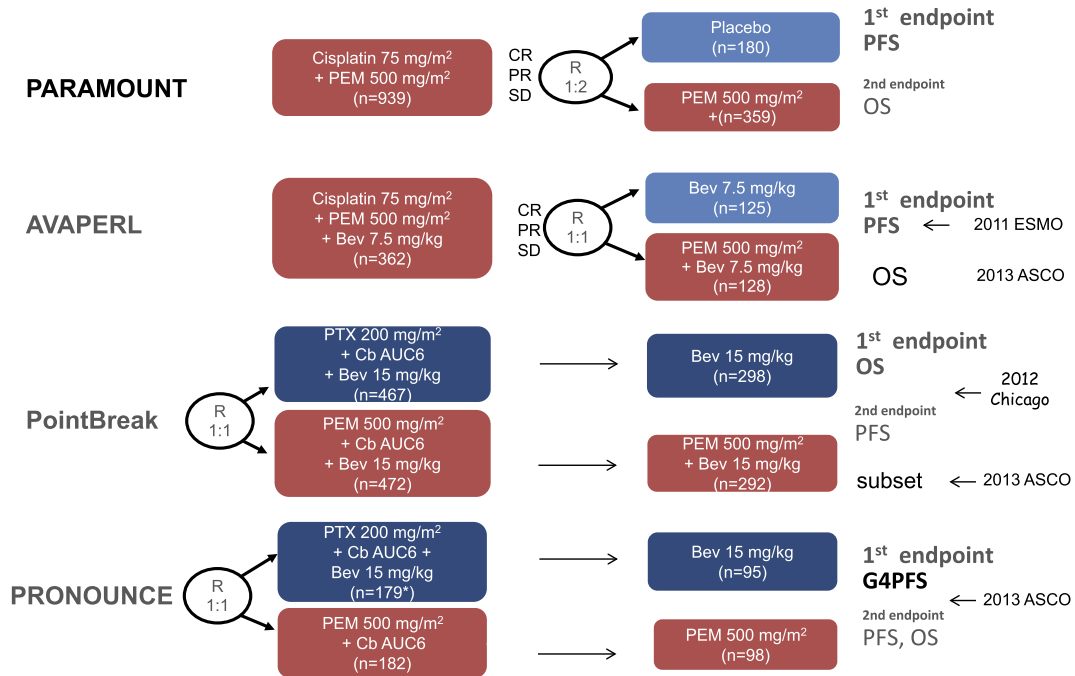 PARAMOUNT
Cisplatin 75 mg/m²
+ PEM 500 mg/m²
(n=939)
CR
PR
SD
R
1:2
Placebo
(n=180)
PEM 500 mg/m²
+(n=359)
1st endpoint
PFS
2nd endpoint
OS
AVAPERL
Cisplatin 75 mg/m²
+ PEM 500 mg/m²
+ Bev 7.5 mg/kg
(n=362)
CR
PR
SD
R
1:1
Bev 7.5 mg/kg
(n=125)
PEM 500 mg/m²
+ Bev 7.5 mg/kg
(n=128)
1st endpoint
PFS ← 2011 ESMO
OS 2013 ASCO
PointBreak
R
1:1
PTX 200 mg/m²
+ Cb AUC6
+ Bev 15 mg/kg
(n=467)
PEM 500 mg/m²
+ Cb AUC6
+ Bev 15 mg/kg
(n=472)
Bev 15 mg/kg
(n=298)
PEM 500 mg/m²
+ Bev 15 mg/kg
(n=292)
1st endpoint
OS
← 2012
Chicago
2nd endpoint
PFS
subset ← 2013 ASCO
PRONOUNCE
R
1:1
PTX 200 mg/m²
+ Cb AUC6 +
Bev 15 mg/kg
(n=179*)
PEM 500 mg/m²
+ Cb AUC6
(n=182)
Bev 15 mg/kg
(n=95)
PEM 500 mg/m²
(n=98)
1st endpoint
G4PFS
← 2013 ASCO
2nd endpoint
PFS, OS